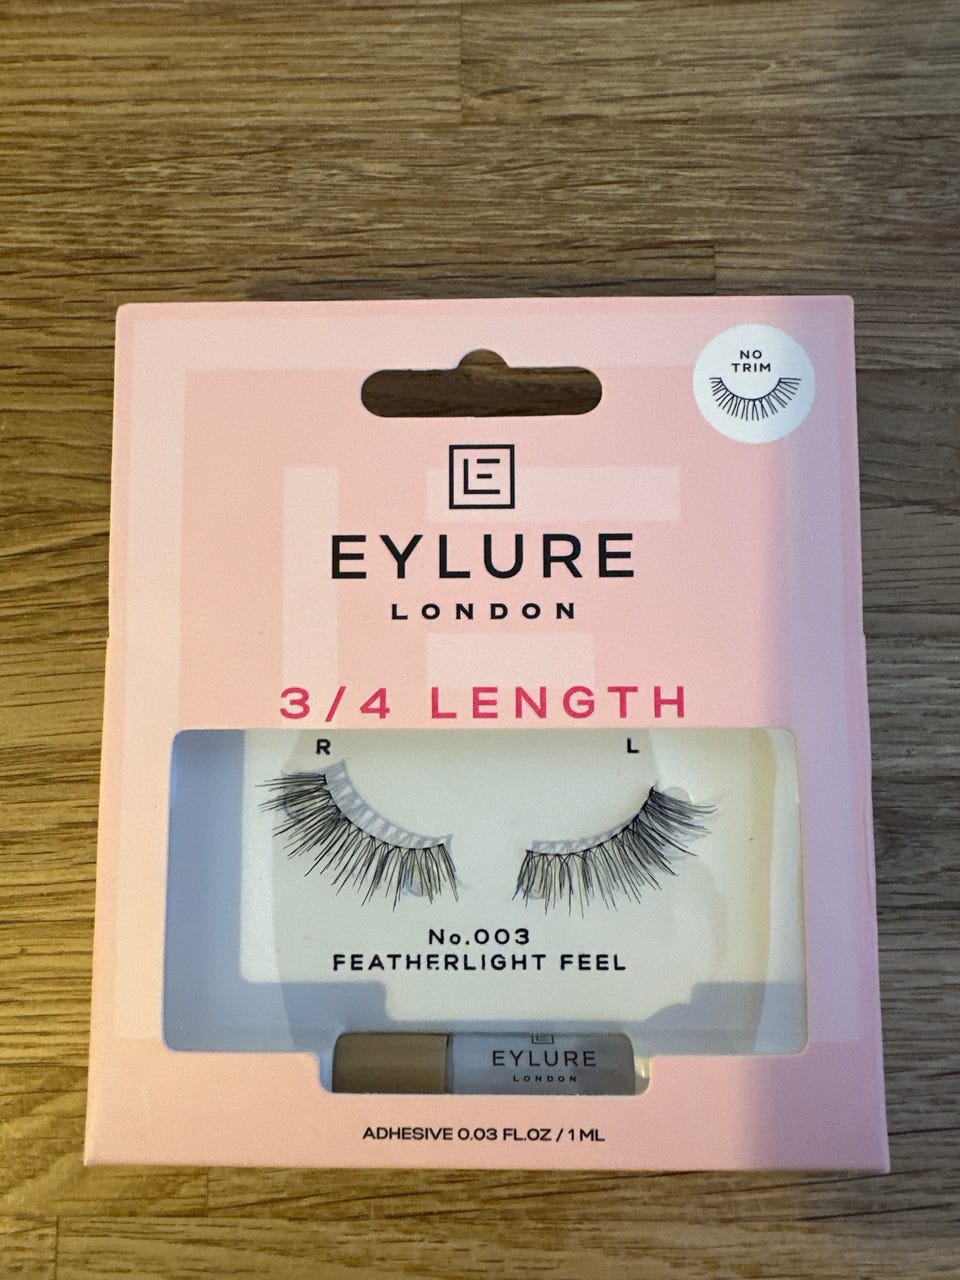 NO
TRIM
EYLURE
LONDON
3/4 LENGTH
R
L
No.003
FEATHERLIGHT FEEL
EYLURE
LONDON
ADHESIVE 0.03 FL.OZ / 1 ML